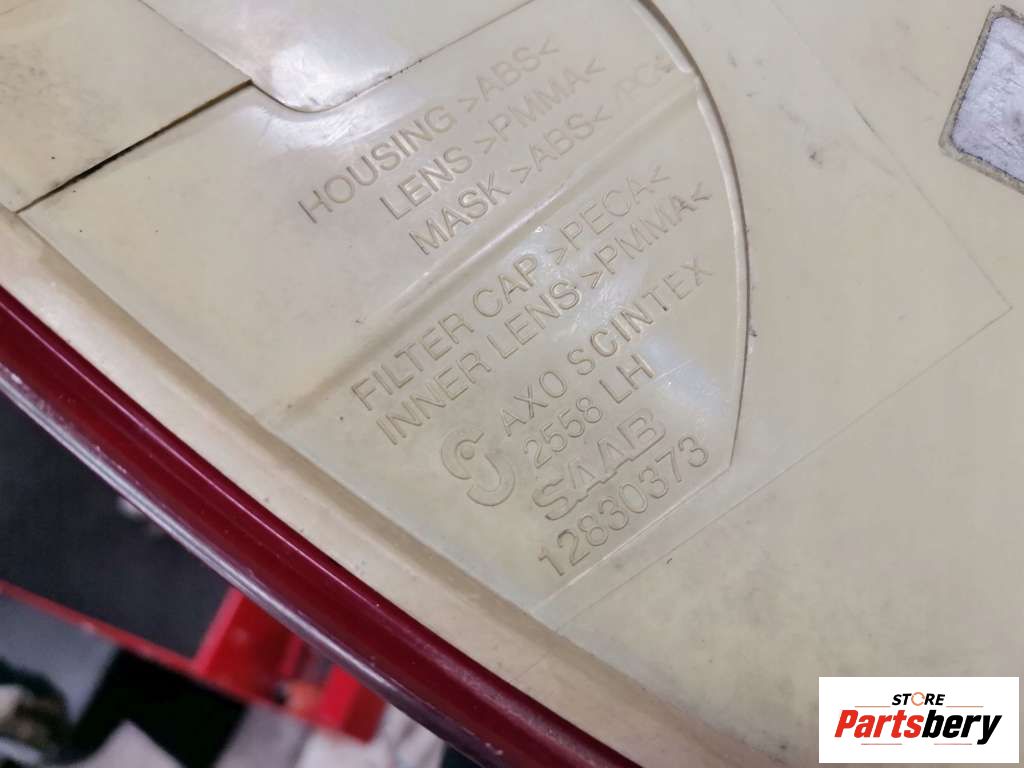 HOUSING >ABS<
LENS >PMMA<
MASK >ABS</PC<
FILTER CAP >PECA<
INNER LENS >PMMA<
AXO SCINTEX
2558 LH
SAAB
12830373
STORE
Partsbery